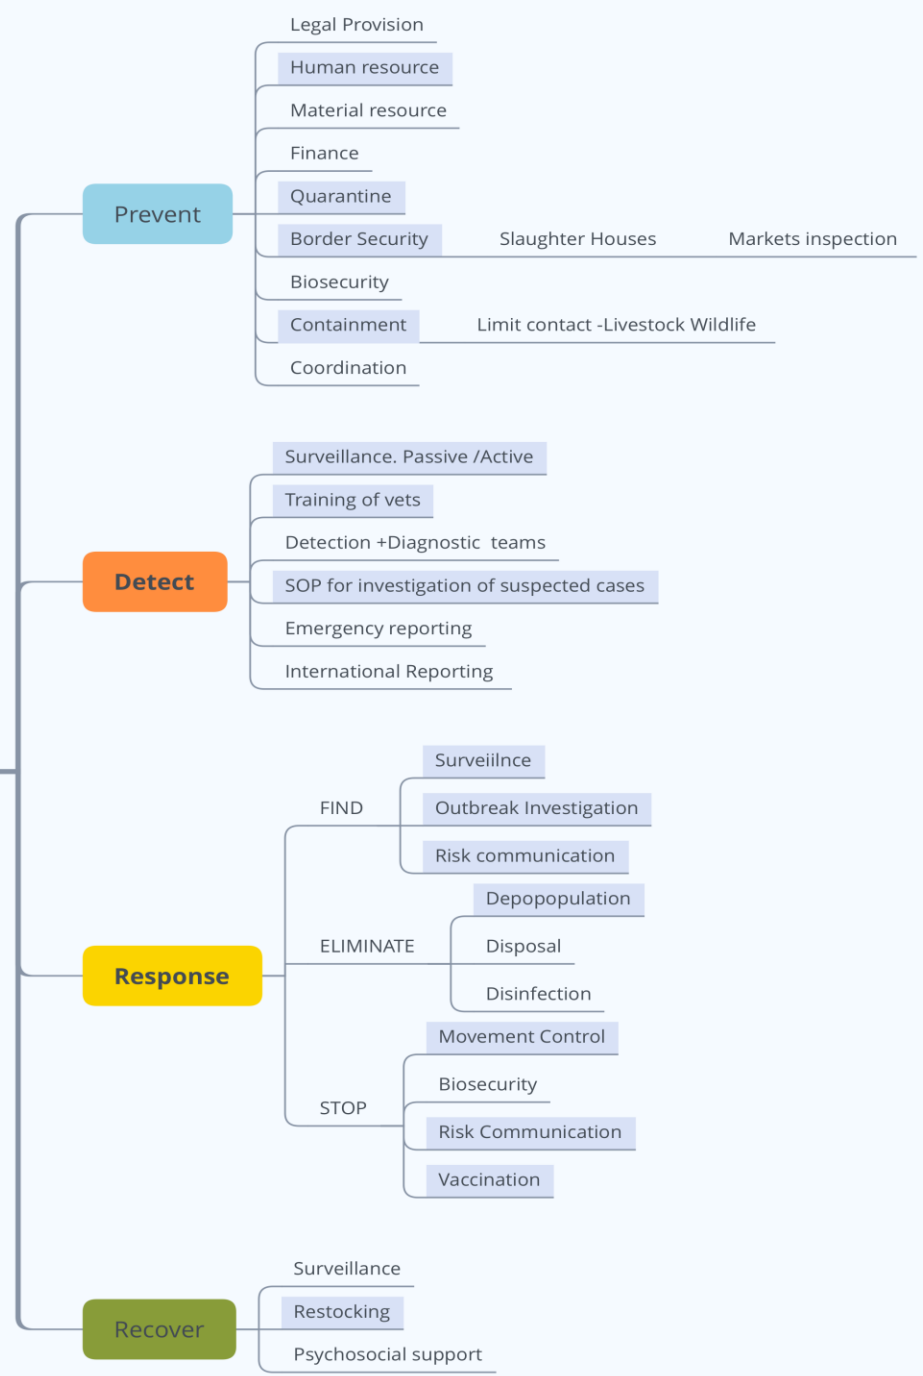 Legal Provision
Human resource
Material resource
Finance
Prevent
Quarantine
Border Security Slaughter Houses Markets inspection
Biosecurity
Containment Limit contact -Livestock Wildlife
Coordination
Surveillance. Passive /Active
Training of vets
Detection +Diagnostic teams
Detect
SOP for investigation of suspected cases
Emergency reporting
International Reporting
Surveiilnce
FIND
Outbreak Investigation
Risk communication
Depopopulation
ELIMINATE
Disposal
Response
Disinfection
Movement Control
Biosecurity
STOP
Risk Communication
Vaccination
Surveillance
Restocking
Recover
Psychosocial support